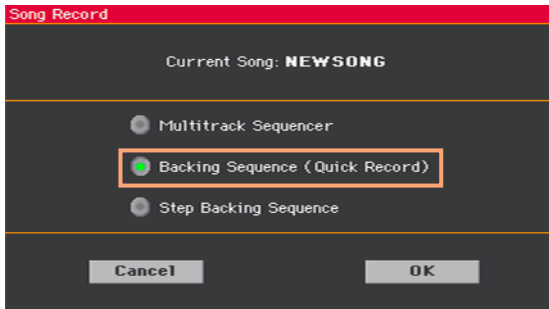 Song Record
Current Song: NEWSONG
Multitrack Sequencer
Backing Sequence (Quick Record)
Step Backing Sequence
Cancel OK